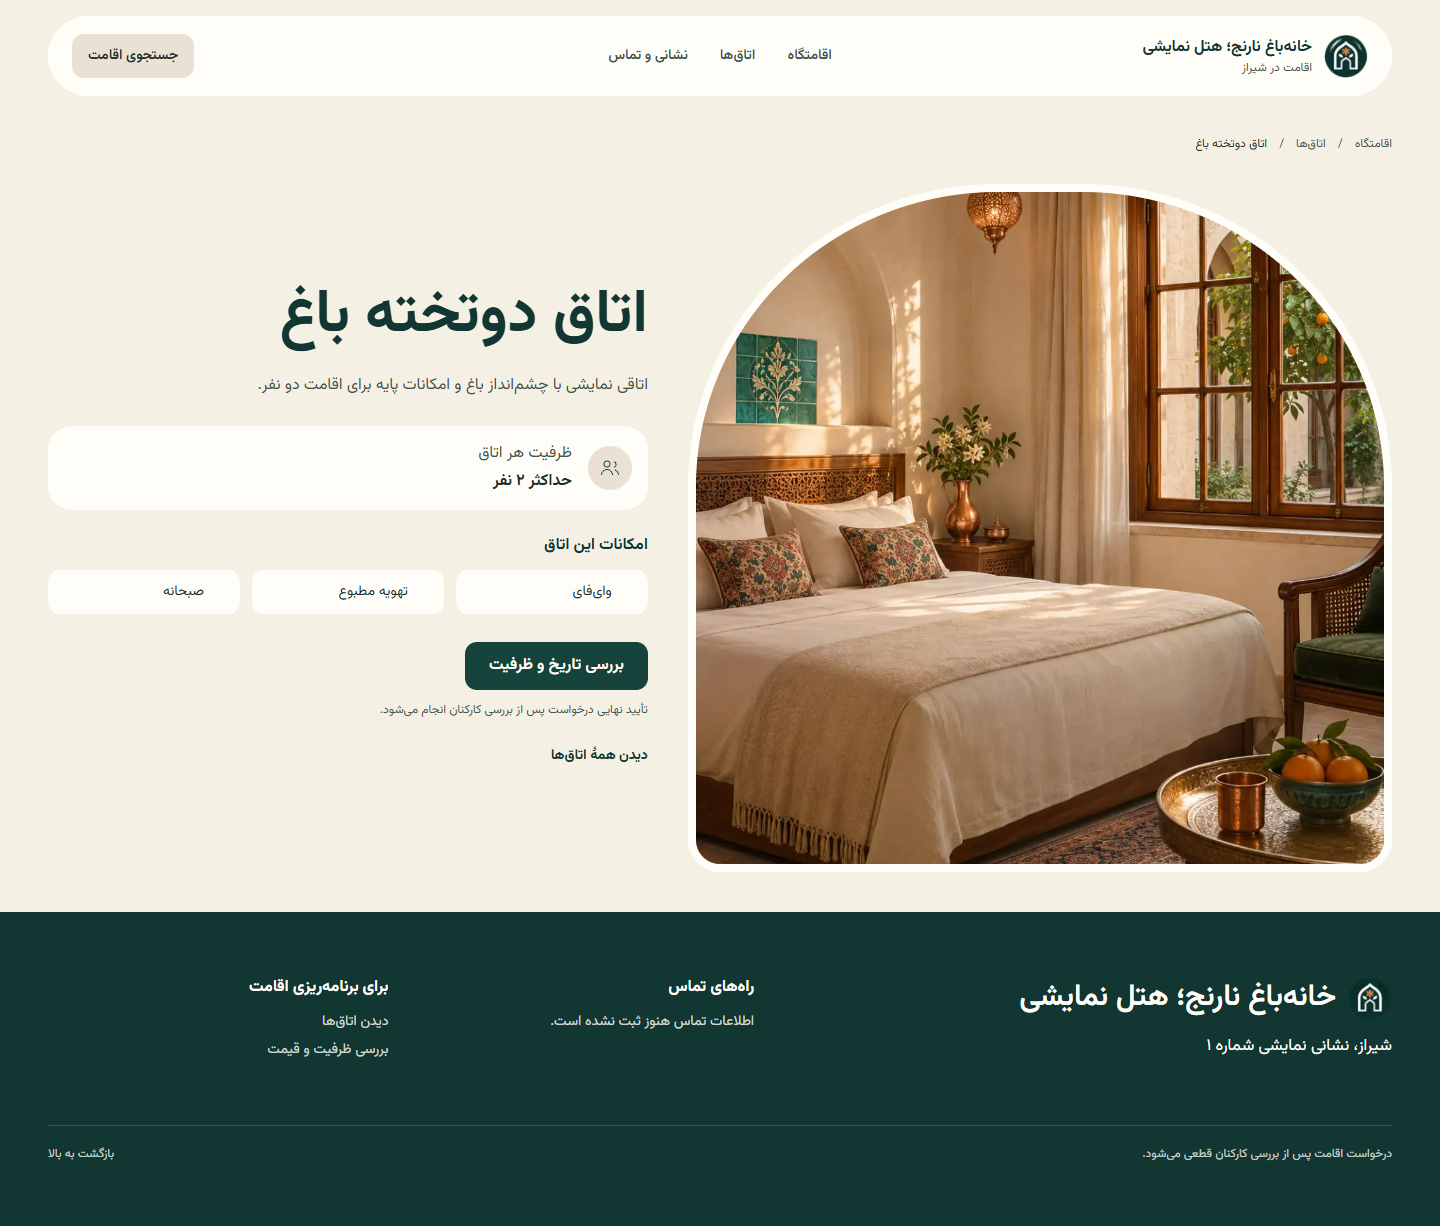 خانه‌باغ نارنج؛ هتل نمایشی
اقامت در شیراز
اقامتگاه
اتاق‌ها
نشانی و تماس
جستجوی اقامت
اقامتگاه / اتاق‌ها / اتاق دوتخته باغ
اتاق دوتخته باغ
اتاقی نمایشی با چشم‌انداز باغ و امکانات پایه برای اقامت دو نفر.
ظرفیت هر اتاق
حداکثر ۲ نفر
امکانات این اتاق
وای‌فای
تهویه مطبوع
صبحانه
بررسی تاریخ و ظرفیت
تأیید نهایی درخواست پس از بررسی کارکنان انجام می‌شود.
دیدن همهٔ اتاق‌ها
خانه‌باغ نارنج؛ هتل نمایشی
شیراز، نشانی نمایشی شماره ۱
راه‌های تماس
اطلاعات تماس هنوز ثبت نشده است.
برای برنامه‌ریزی اقامت
دیدن اتاق‌ها
بررسی ظرفیت و قیمت
درخواست اقامت پس از بررسی کارکنان قطعی می‌شود.
بازگشت به بالا